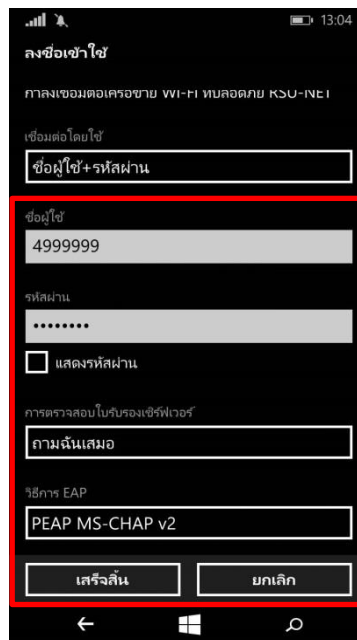 13:04
ลงชื่อเข้าใช้
กำลังเชื่อมต่อเครือข่าย WI-FI ที่ปลอดภัย RSU-NET
เชื่อมต่อโดยใช้
ชื่อผู้ใช้+รหัสผ่าน
ชื่อผู้ใช้
4999999
รหัสผ่าน
••••••••
แสดงรหัสผ่าน
การตรวจสอบใบรับรองเซิร์ฟเวอร์
ถามฉันเสมอ
วิธีการ EAP
PEAP MS-CHAP v2
เสร็จสิ้น
ยกเลิก